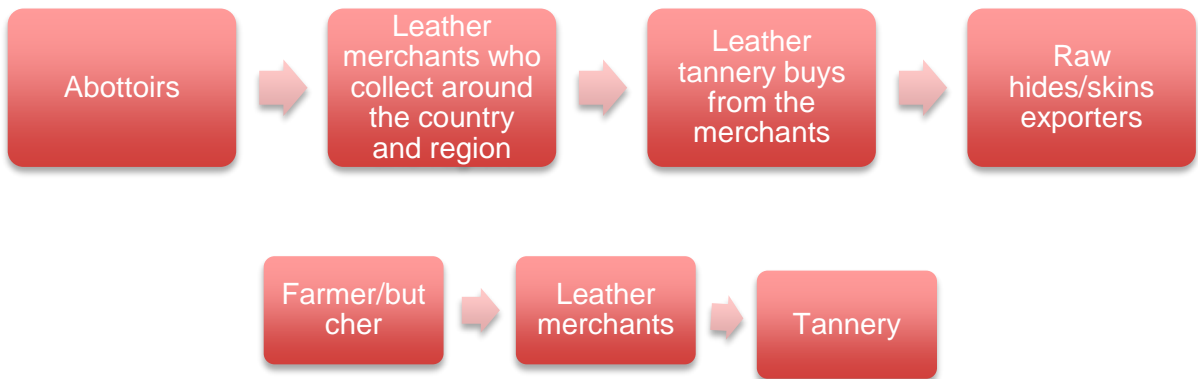 Abottoirs
Leather
merchants who
collect around
the country
and region
Leather
tannery buys
from the
merchants
Raw
hides/skins
exporters
Farmer/but
cher
Leather
merchants
Tannery